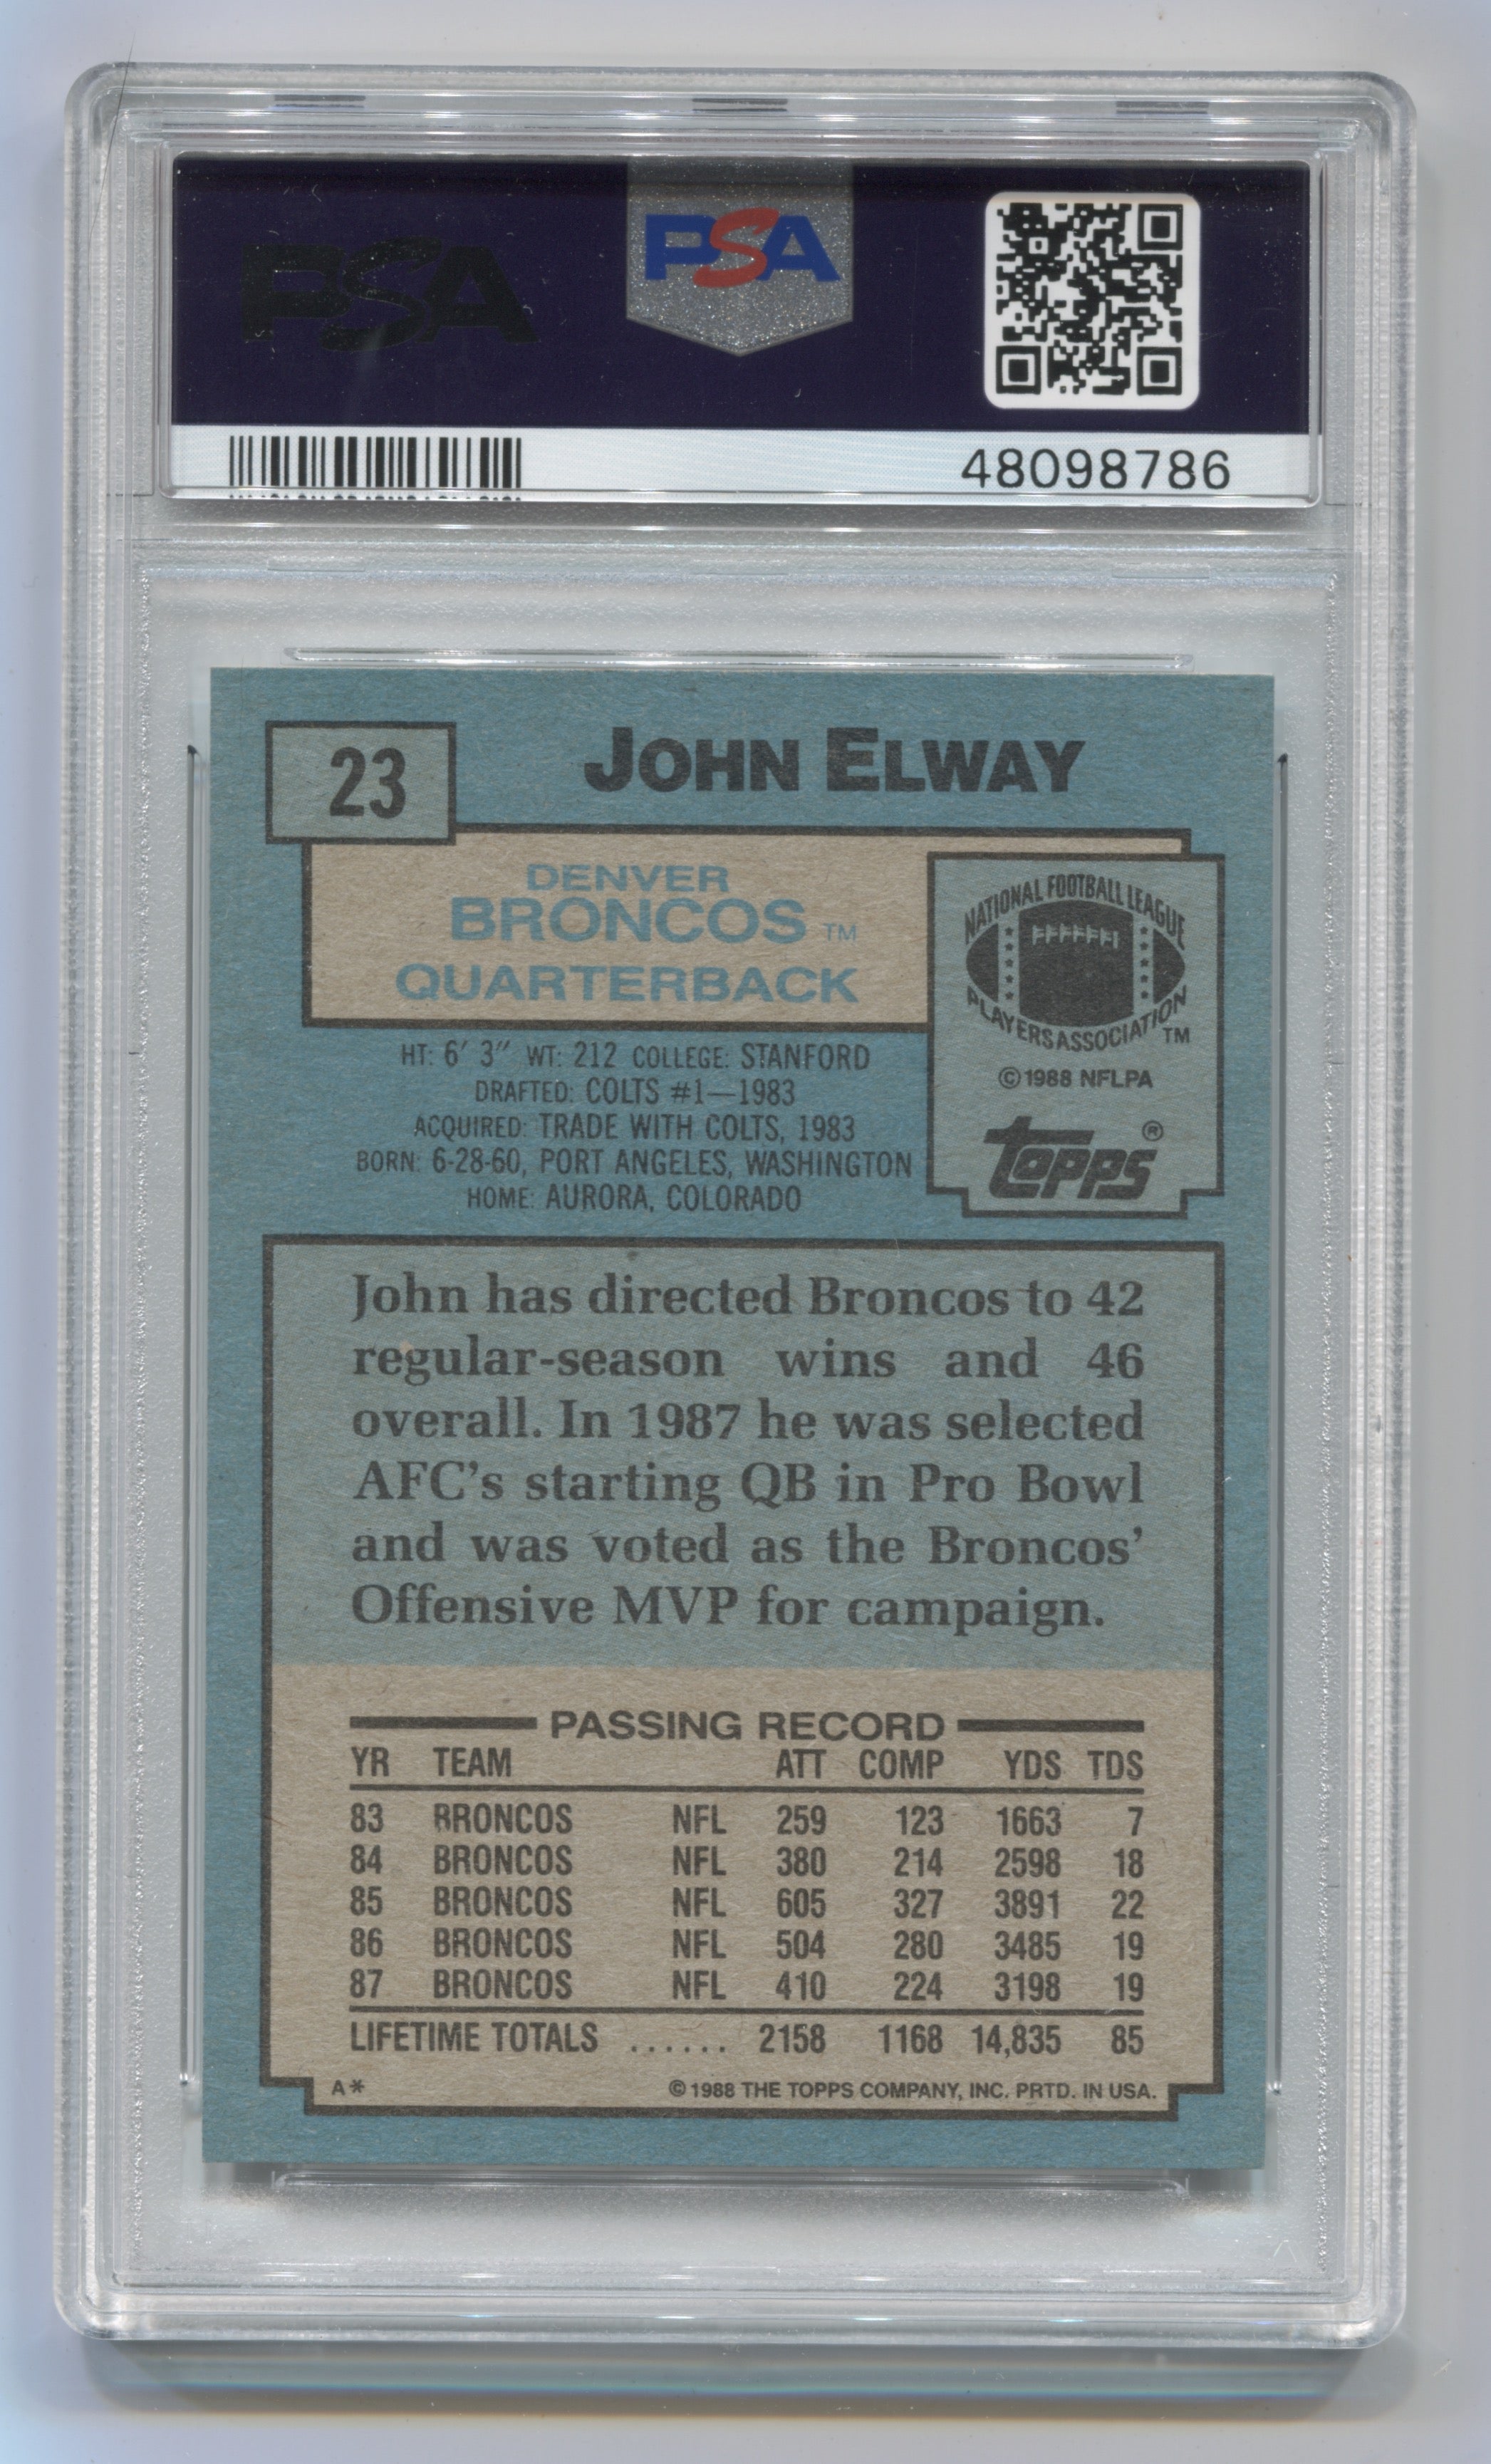 PSA
PSA
48098786
23
JOHN ELWAY
DENVER
BRONCOS TM
QUARTERBACK
NATIONAL FOOTBALL LEAGUE
PLAYERS ASSOCIATION TM
©1988 NFLPA
topps®
HT: 6' 3" WT: 212 COLLEGE: STANFORD
DRAFTED: COLTS #1—1983
ACQUIRED: TRADE WITH COLTS, 1983
BORN: 6-28-60, PORT ANGELES, WASHINGTON
HOME: AURORA, COLORADO
John has directed Broncos to 42
regular-season wins and 46
overall. In 1987 he was selected
AFC's starting QB in Pro Bowl
and was voted as the Broncos'
Offensive MVP for campaign.
PASSING RECORD
YR TEAM ATT COMP YDS TDS
83 BRONCOS NFL 259 123 1663 7
84 BRONCOS NFL 380 214 2598 18
85 BRONCOS NFL 605 327 3891 22
86 BRONCOS NFL 504 280 3485 19
87 BRONCOS NFL 410 224 3198 19
LIFETIME TOTALS ...... 2158 1168 14,835 85
A* ©1988 THE TOPPS COMPANY, INC. PRTD. IN USA.